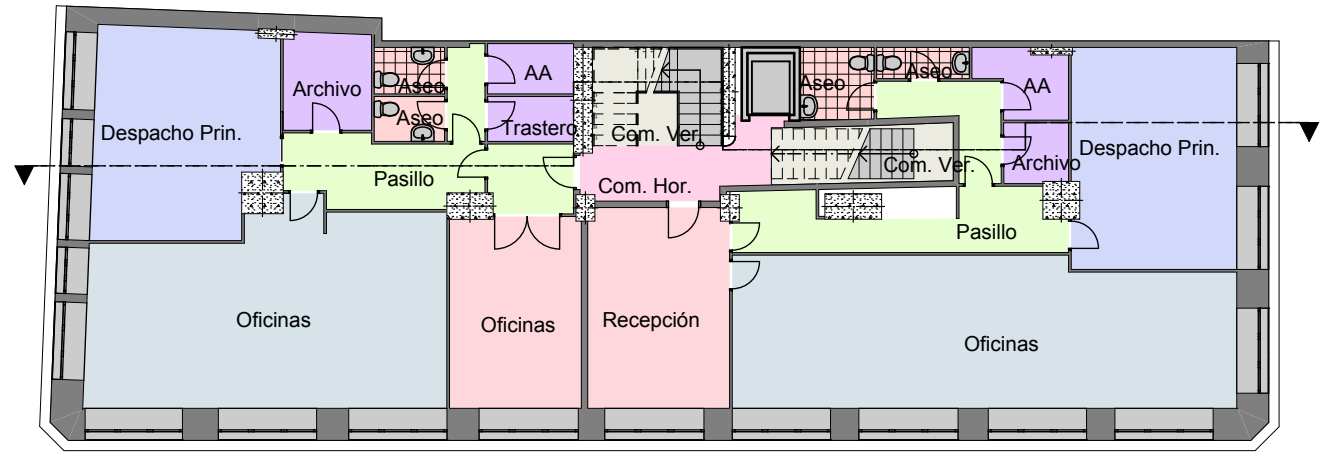 AA
Aseo
Aseo
Aseo
AA
Archivo
Aseo
Trastero
Com. Ver.
Despacho Prin.
Despacho Prin.
Com. Ver.
Archivo
Pasillo
Com. Hor.
Pasillo
Oficinas
Oficinas
Recepción
Oficinas